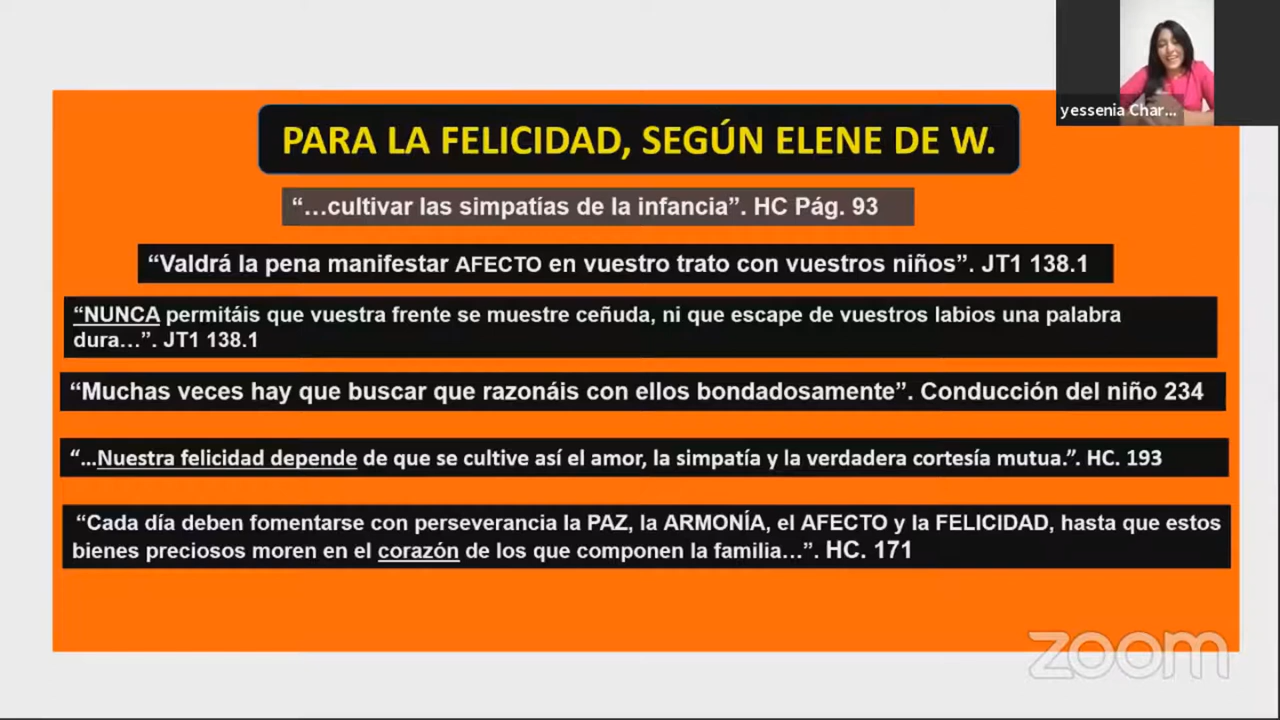 yessenia Char...
PARA LA FELICIDAD, SEGÚN ELENE DE W.
“...cultivar las simpatías de la infancia”. HC Pág. 93
“Valdrá la pena manifestar AFECTO en vuestro trato con vuestros niños”. JT1 138.1
“NUNCA permitáis que vuestra frente se muestre ceñuda, ni que escape de vuestros labios una palabra
dura...”. JT1 138.1
“Muchas veces hay que buscar que razonáis con ellos bondadosamente”. Conducción del niño 234
“...Nuestra felicidad depende de que se cultive así el amor, la simpatía y la verdadera cortesía mutua.”. HC. 193
“Cada día deben fomentarse con perseverancia la PAZ, la ARMONÍA, el AFECTO y la FELICIDAD, hasta que estos
bienes preciosos moren en el corazón de los que componen la familia...”. HC. 171
zoom